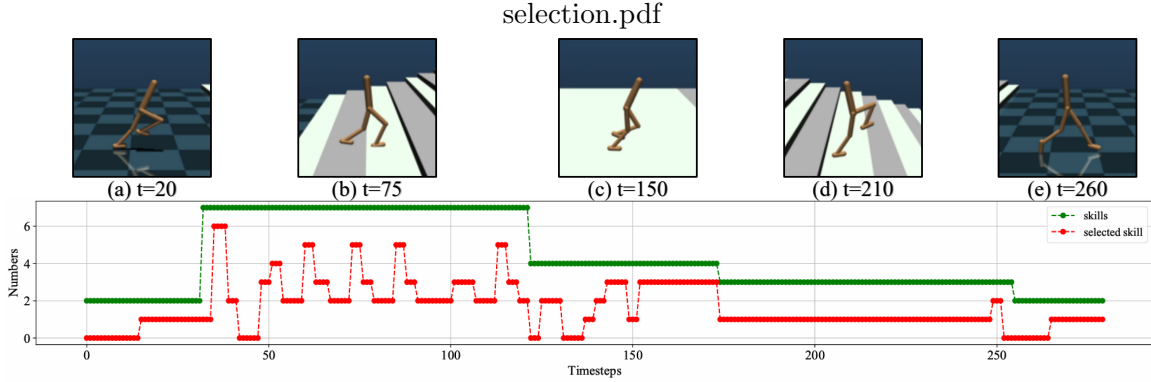 selection.pdf
(a) t=20
(b) t=75
(c) t=150
(d) t=210
(e) t=260
Numbers
6
4
2
0
skills
selected skill
0
50
100
150
200
250
Timesteps